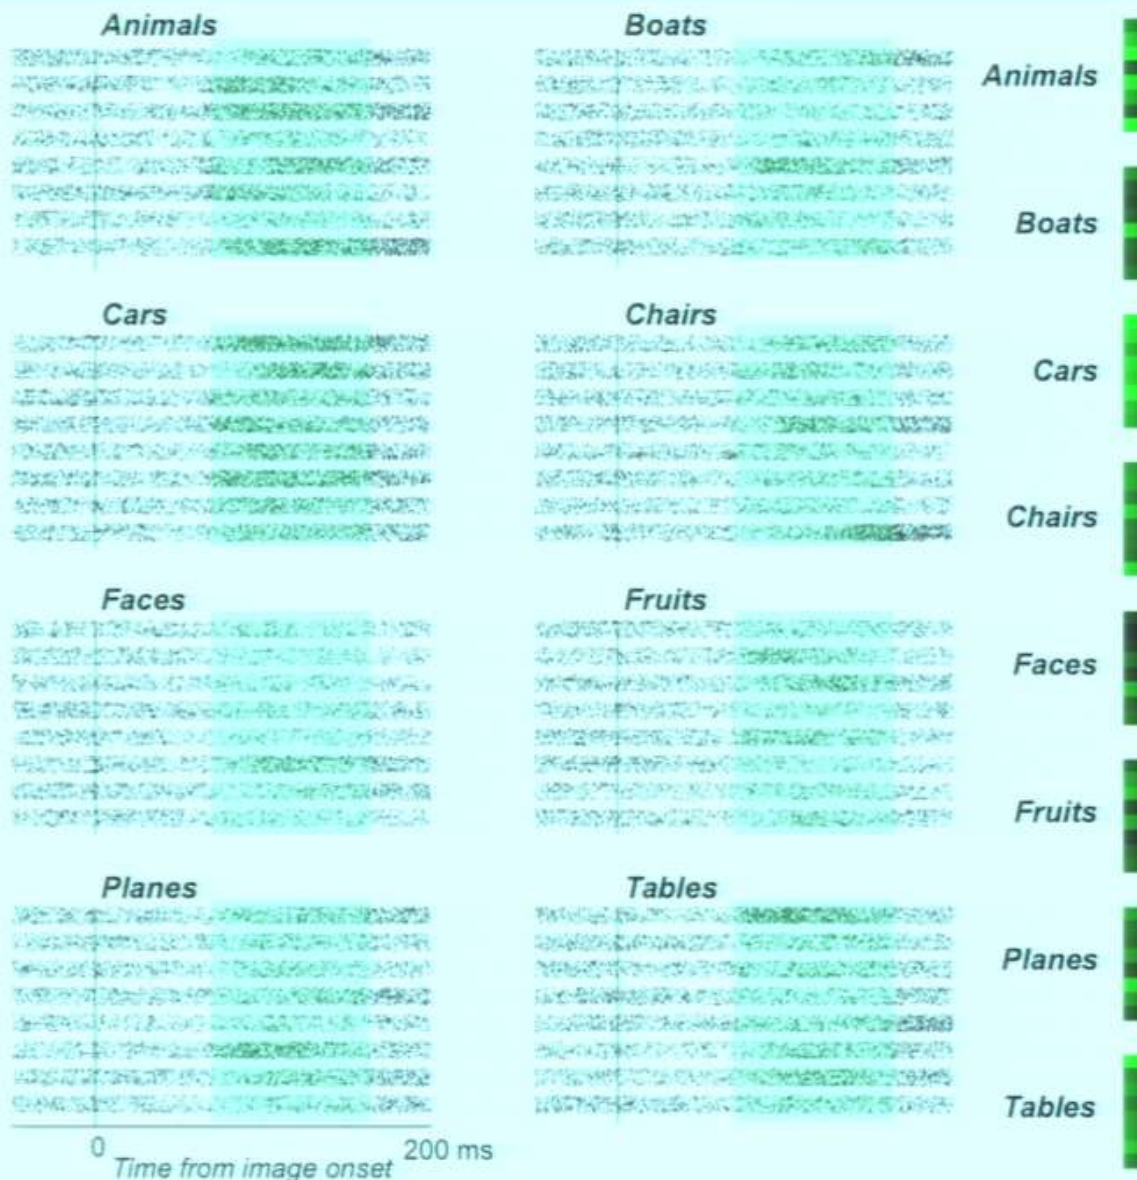 Animals
Boats
Cars
Chairs
Faces
Fruits
Planes
Tables
0
200 ms
Time from image onset
Animals
Boats
Cars
Chairs
Faces
Fruits
Planes
Tables